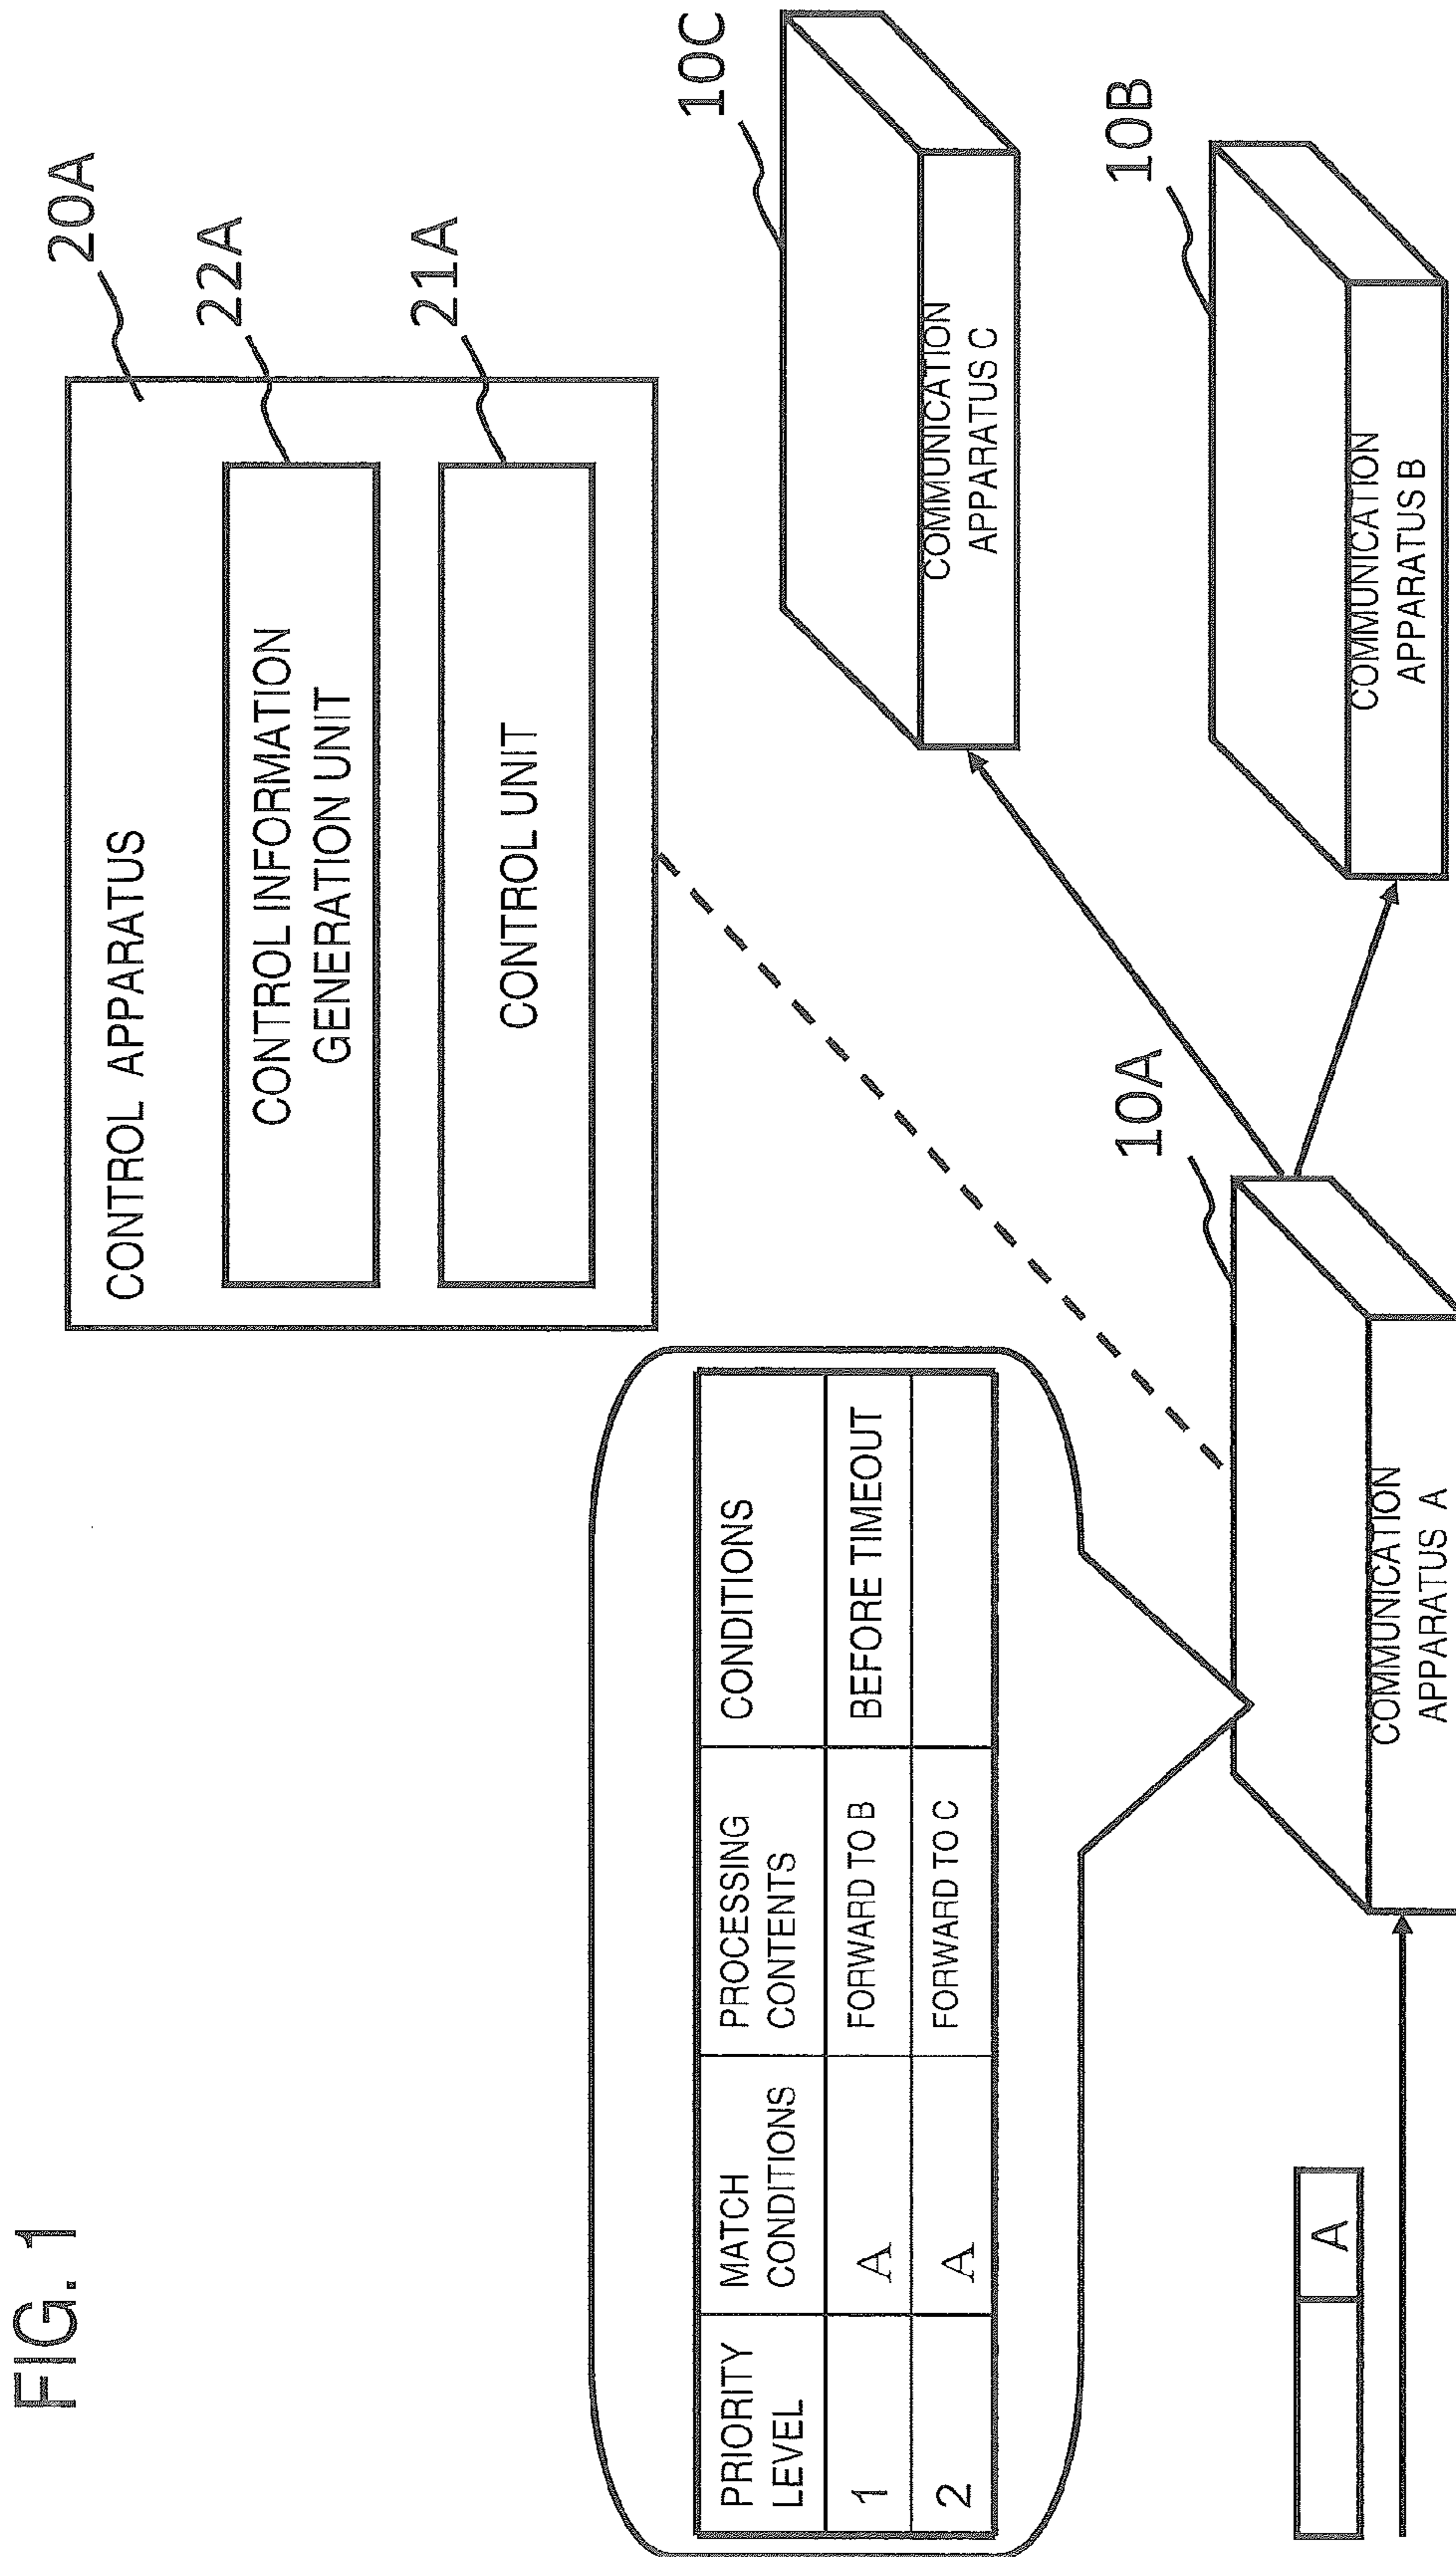 FIG. 1
20A
CONTROL APPARATUS
22A
CONTROL INFORMATION
GENERATION UNIT
21A
CONTROL UNIT
PRIORITY
LEVEL
MATCH
CONDITIONS
PROCESSING
CONTENTS
CONDITIONS
1
A
FORWARD TO B
BEFORE TIMEOUT
2
A
FORWARD TO C
10C
COMMUNICATION
APPARATUS C
10B
COMMUNICATION
APPARATUS B
10A
COMMUNICATION
APPARATUS A
A